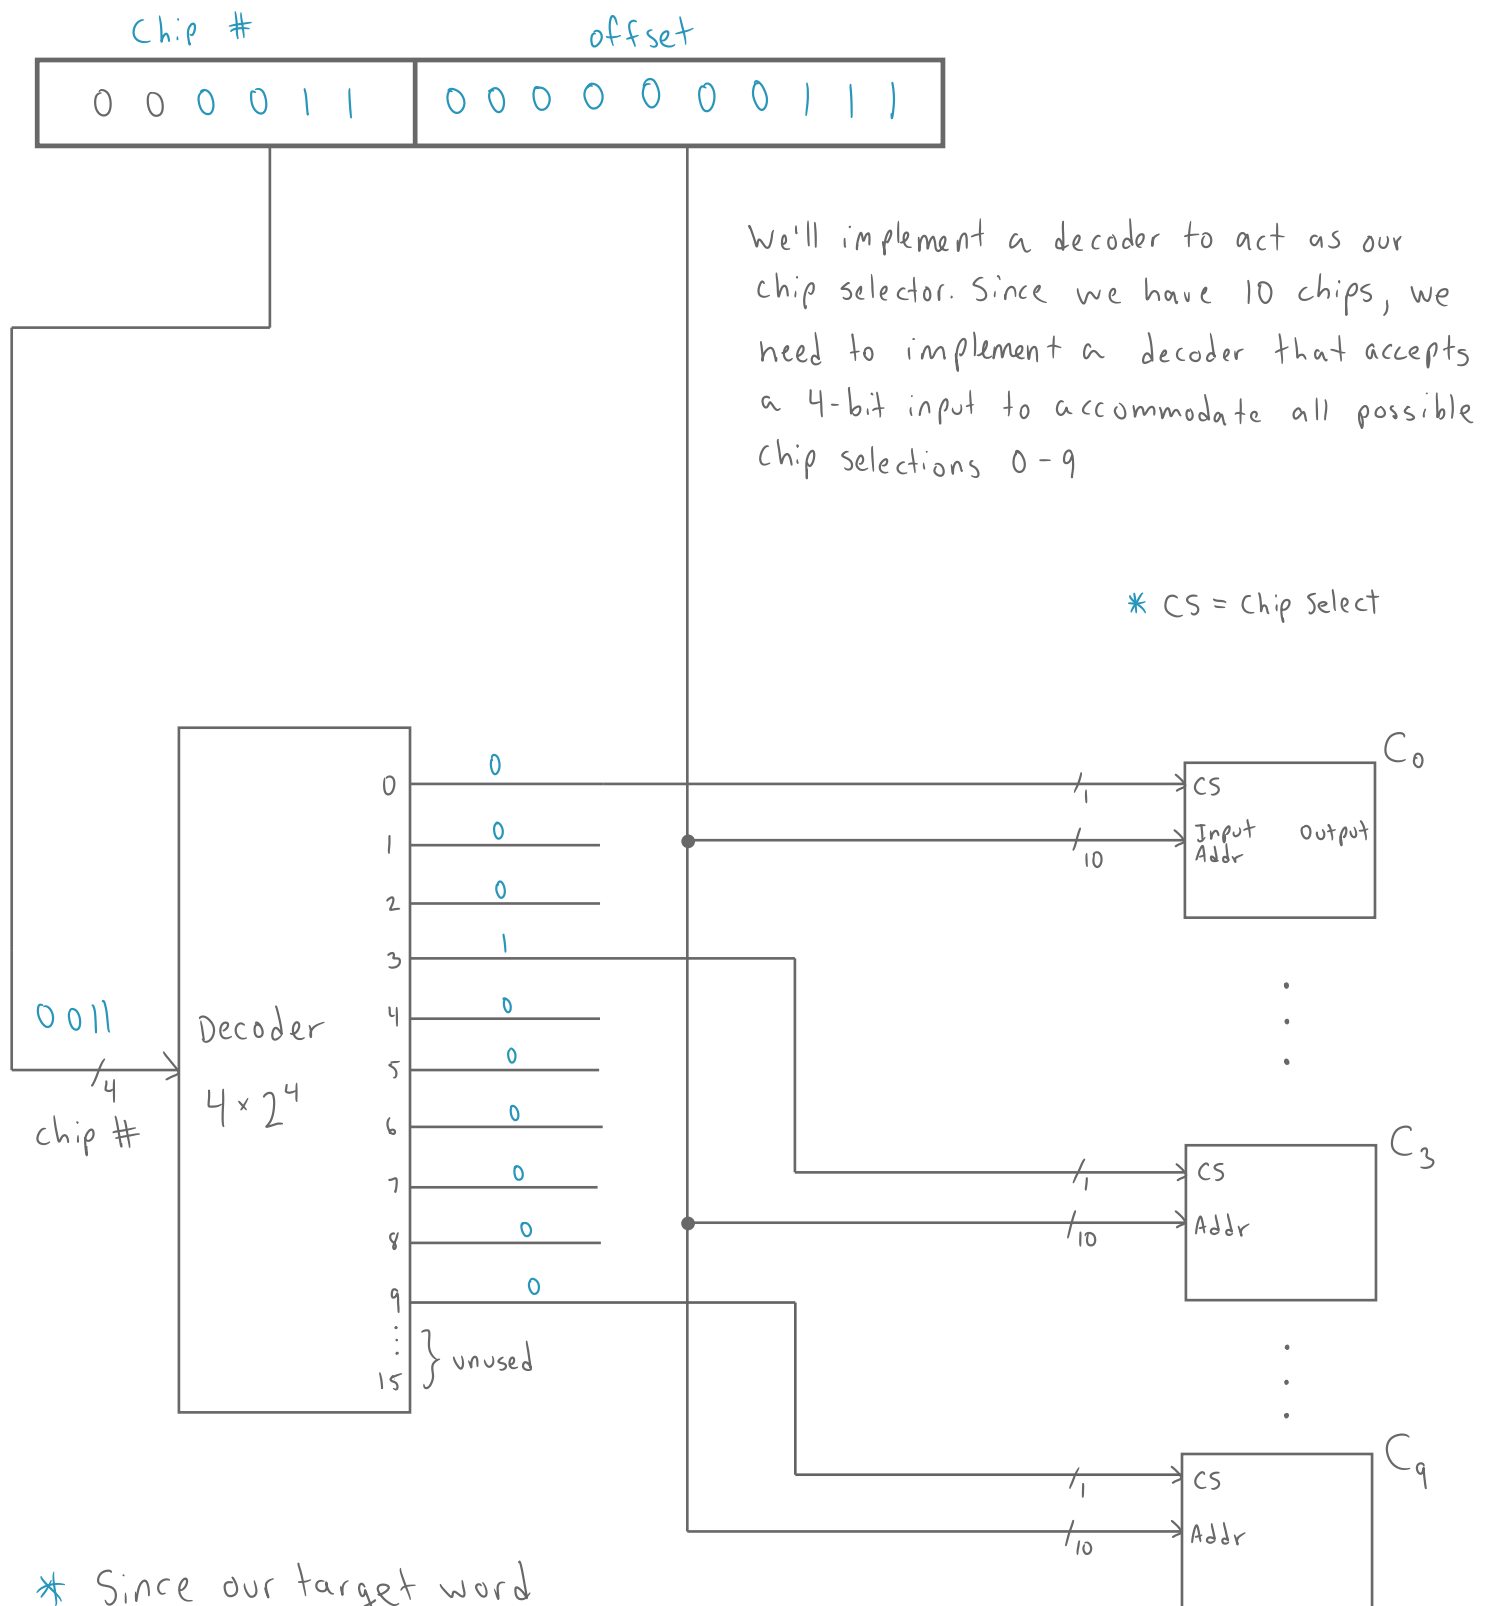 Chip # offset
0 0 0 0 1 1 0 0 0 0 0 0 0 1 1 1
We'll implement a decoder to act as our
chip selector. Since we have 10 chips, we
need to implement a decoder that accepts
a 4-bit input to accommodate all possible
chip selections 0-9
* CS = Chip Select
0011
4
chip #
Decoder
4 × 2⁴
0 0
1 0
2 0
3 1
4 0
5 0
6 0
7 0
8 0
9 0
15
} unused
C₀
1 CS
10 Input Output
Addr
C₃
1 CS
10 Addr
C₉
1 CS
10 Addr
* Since our target word